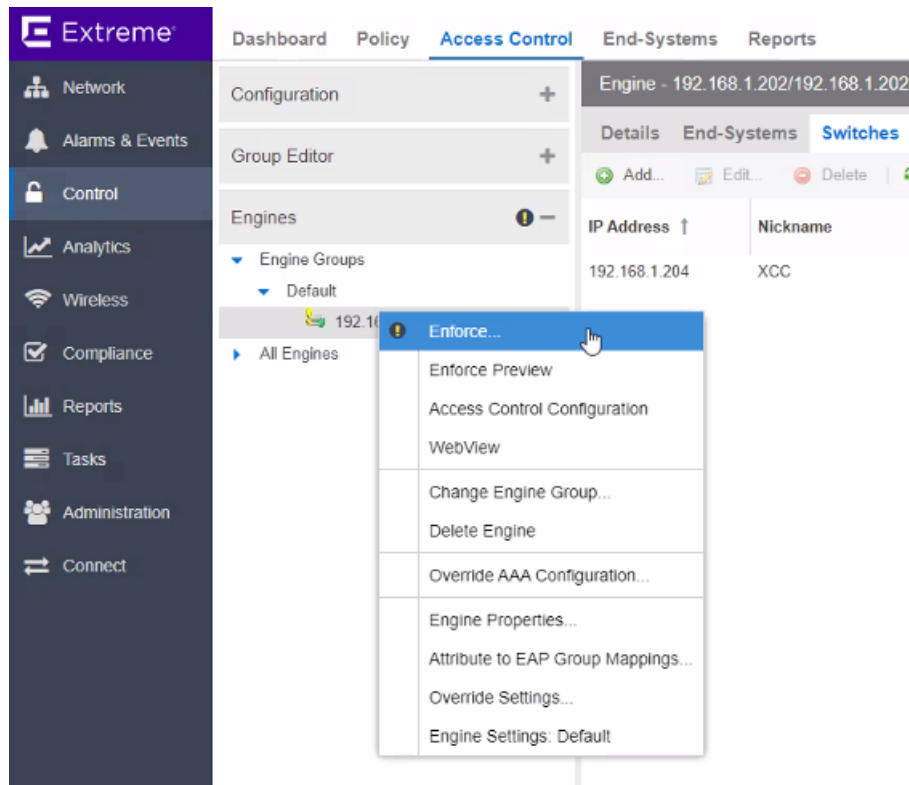 Extreme
Dashboard Policy Access Control End-Systems Reports
Network
Alarms & Events
Control
Analytics
Wireless
Compliance
Reports
Tasks
Administration
Connect
Configuration
Group Editor
Engines
Engine Groups
Default
All Engines
Enforce...
Enforce Preview
Access Control Configuration
WebView
Change Engine Group...
Delete Engine
Override AAA Configuration...
Engine Properties...
Attribute to EAP Group Mappings...
Override Settings...
Engine Settings: Default
Engine - 192.168.1.202/192.168.1.202
Details End-Systems Switches
Add... Edit... Delete
IP Address Nickname
192.168.1.204 XCC